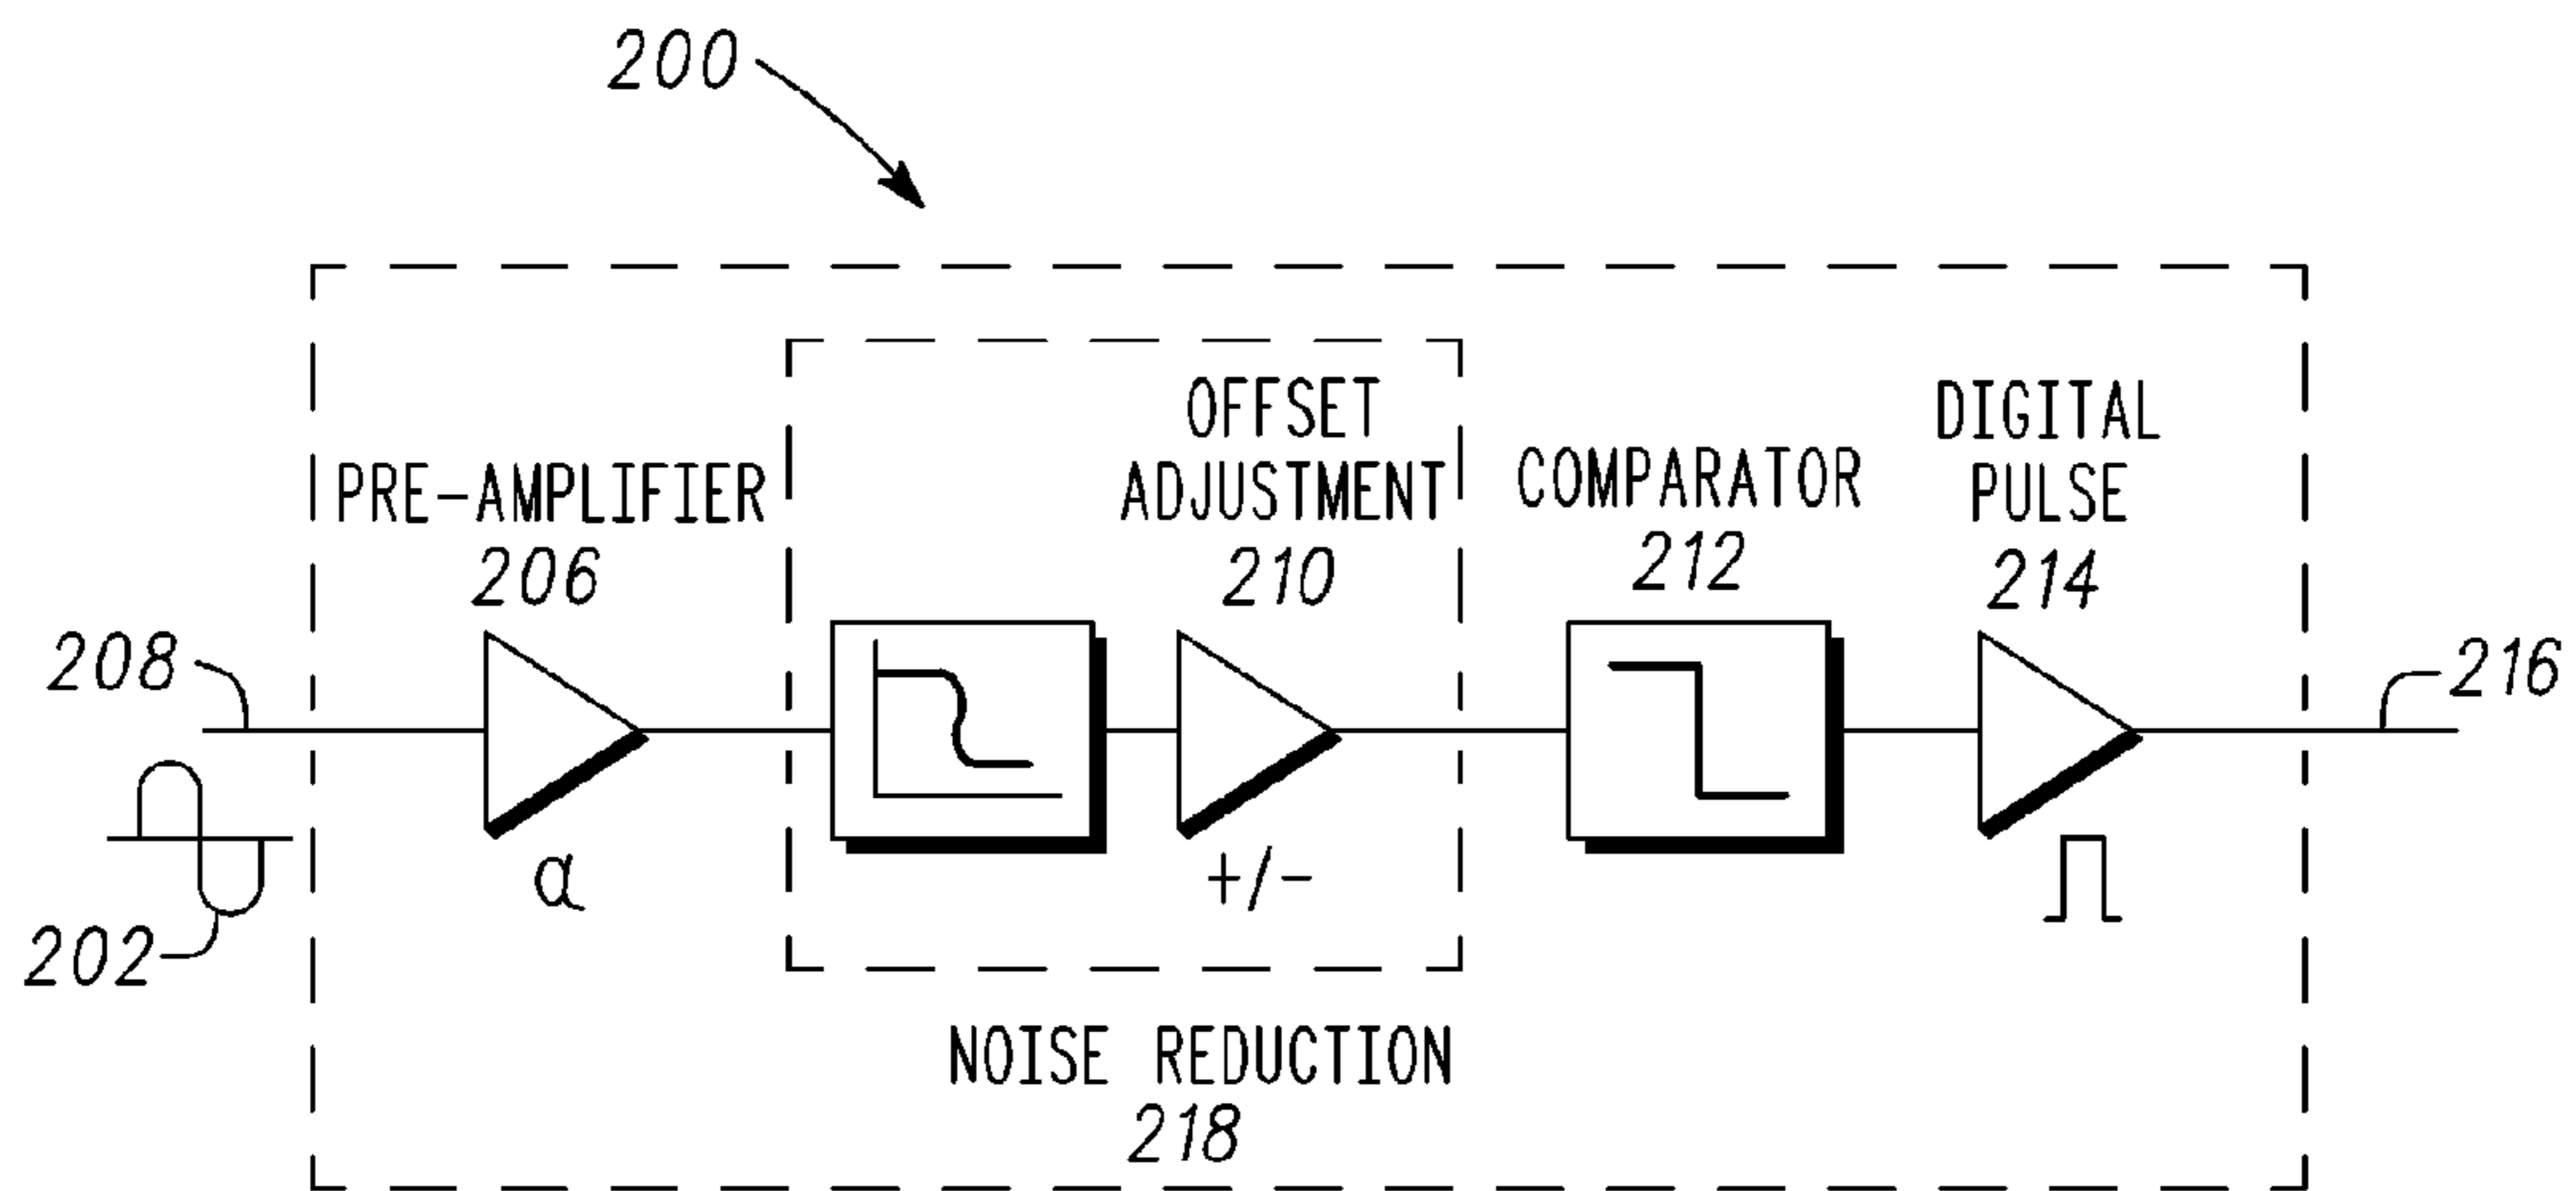 200
OFFSET
ADJUSTMENT
210
DIGITAL
PULSE
214
PRE-AMPLIFIER
206
COMPARATOR
212
208
216
α
+/-
202
NOISE REDUCTION
218